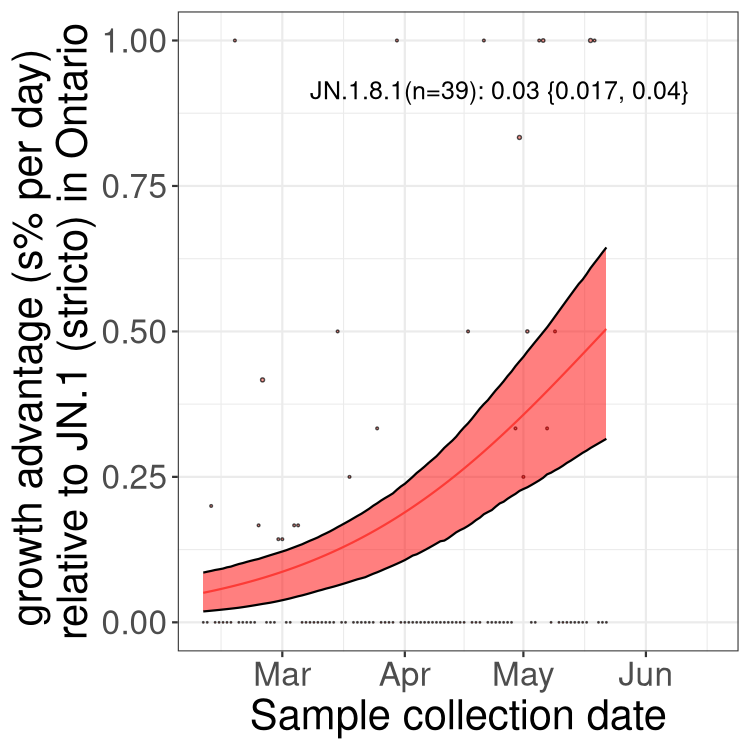 growth advantage (s% per day)
relative to JN.1 (stricto) in Ontario
1.00
0.75
0.50
0.25
0.00
JN.1.8.1(n=39): 0.03 {0.017, 0.04}
Mar Apr May Jun
Sample collection date